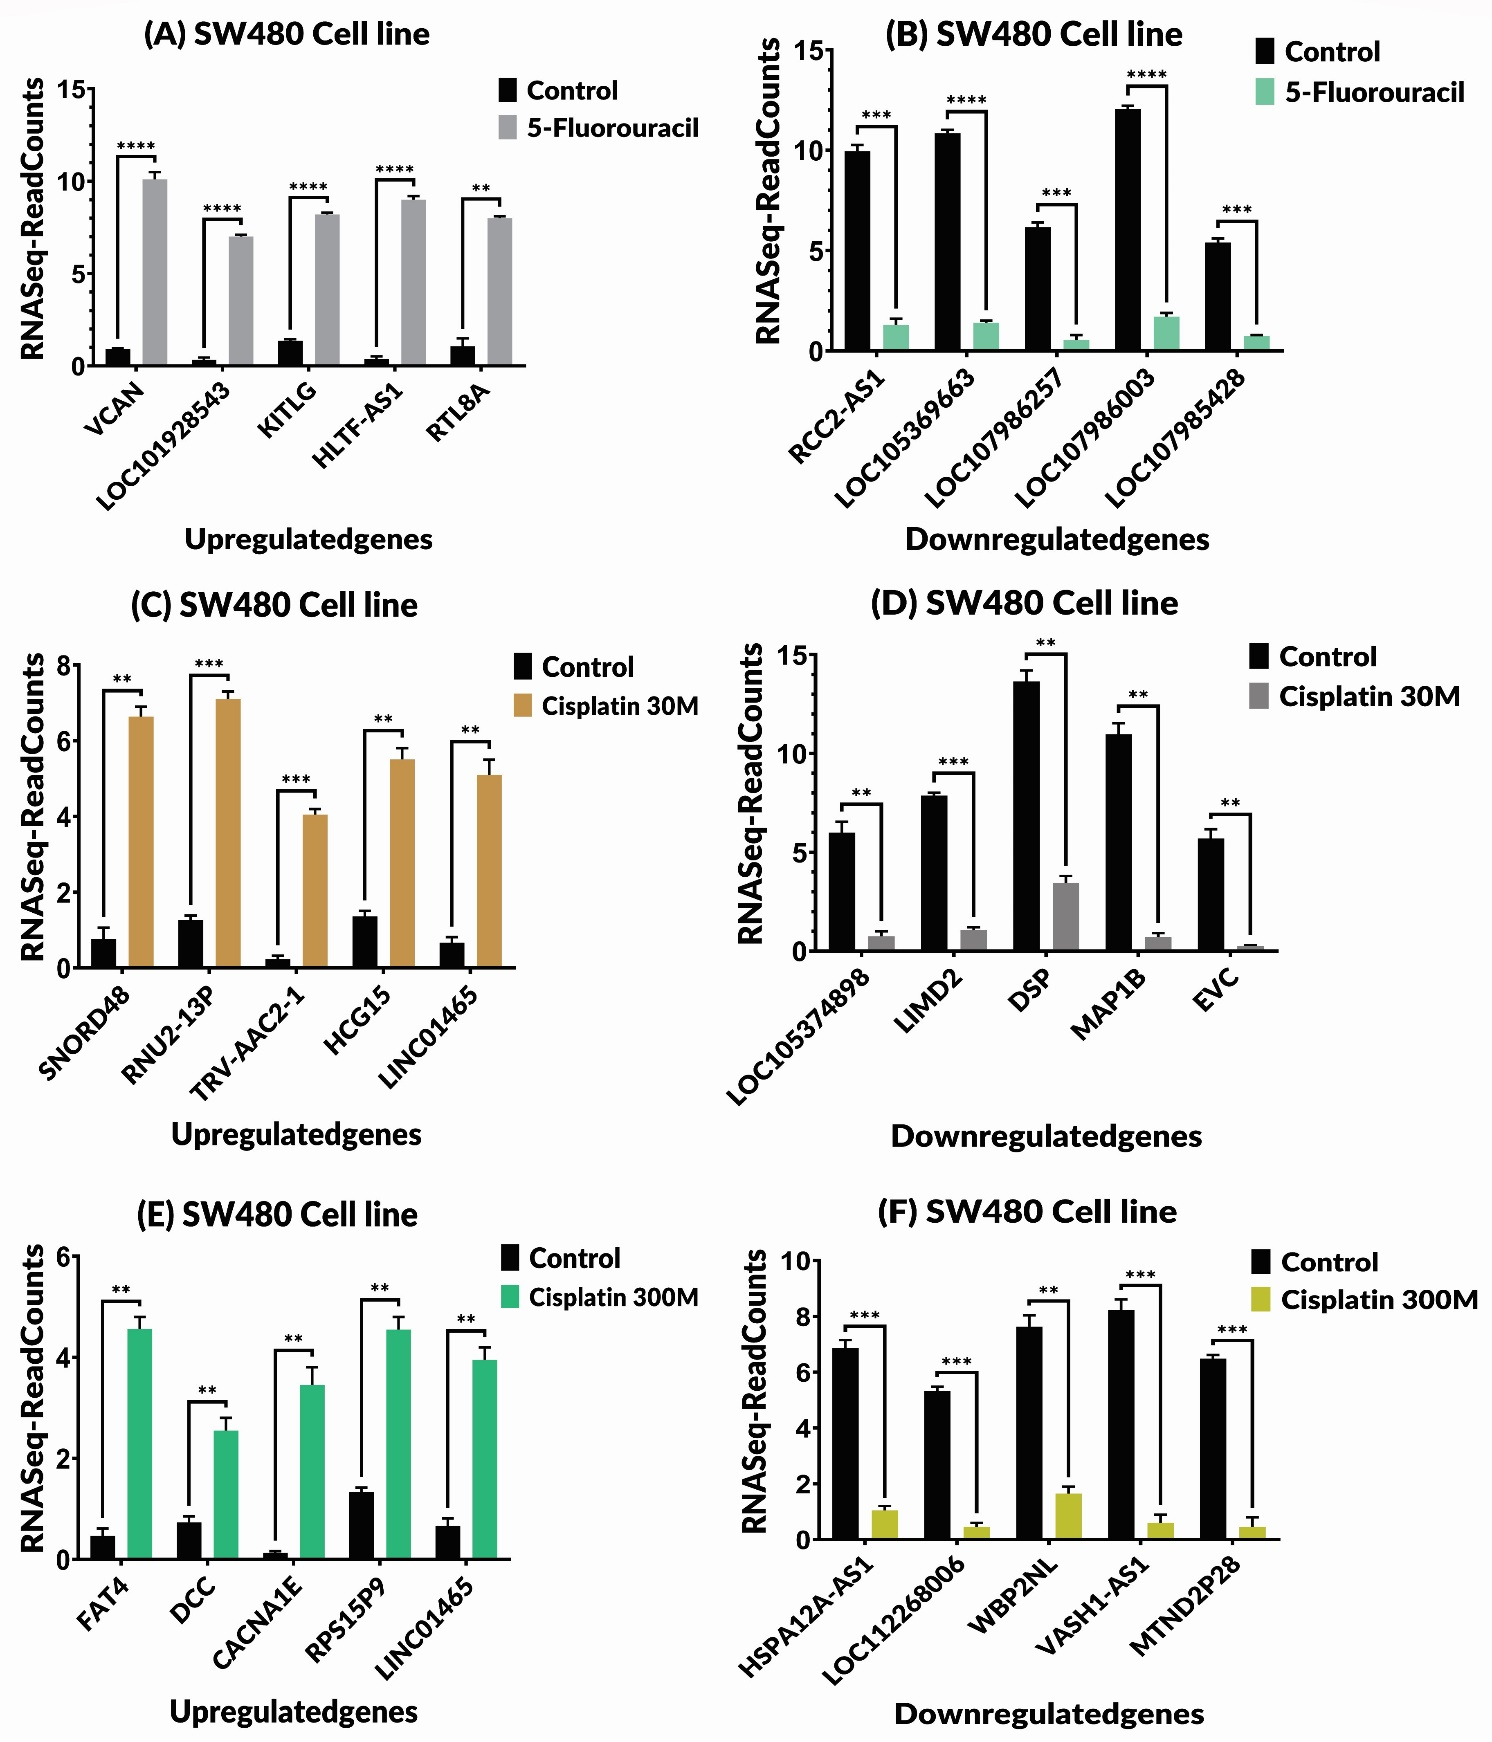 (A) SW480 Cell line
RNASeq-ReadCounts
15
10
5
0
Control
5-Fluorouracil
****
****
****
****
**
VCAN
LOC101928543
KITLG
HLTF-AS1
RTL8A
Upregulatedgenes
(B) SW480 Cell line
RNASeq-ReadCounts
15
10
5
0
Control
5-Fluorouracil
***
****
***
****
***
RCC2-AS1
LOC105369663
LOC107986257
LOC107986003
LOC107985428
Downregulatedgenes
(C) SW480 Cell line
RNASeq-ReadCounts
8
6
4
2
0
Control
Cisplatin 30M
**
***
***
**
**
SNORD48
RNU2-13P
TRV-AAC2-1
HCG15
LINC01465
Upregulatedgenes
(D) SW480 Cell line
RNASeq-ReadCounts
15
10
5
0
Control
Cisplatin 30M
**
***
**
**
**
LOC105374898
LIMD2
DSP
MAP1B
EVC
Downregulatedgenes
(E) SW480 Cell line
RNASeq-ReadCounts
6
4
2
0
Control
Cisplatin 300M
**
**
**
**
**
FAT4
DCC
CACNA1E
RPS15P9
LINC01465
Upregulatedgenes
(F) SW480 Cell line
RNASeq-ReadCounts
10
8
6
4
2
0
Control
Cisplatin 300M
***
***
**
***
***
HSPA12A-AS1
LOC112268006
WBP2NL
VASH1-AS1
MTND2P28
Downregulatedgenes